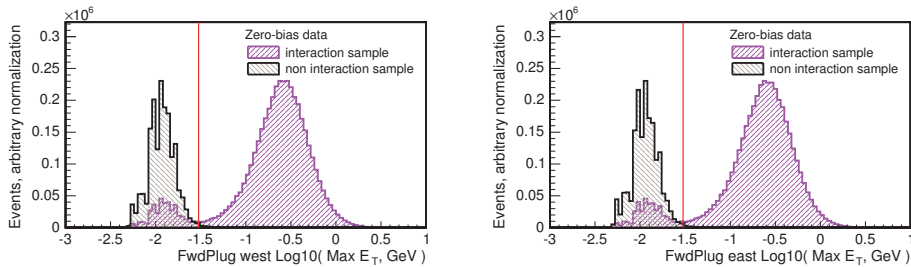 ×10⁶
Zero-bias data
interaction sample
non interaction sample
0.3
0.25
0.2
0.15
0.1
0.05
0
-3 -2.5 -2 -1.5 -1 -0.5 0 0.5 1
Events, arbitrary normalization
FwdPlug west Log10( Max E_T, GeV )
×10⁶
Zero-bias data
interaction sample
non interaction sample
0.3
0.25
0.2
0.15
0.1
0.05
0
-3 -2.5 -2 -1.5 -1 -0.5 0 0.5 1
Events, arbitrary normalization
FwdPlug east Log10( Max E_T, GeV )